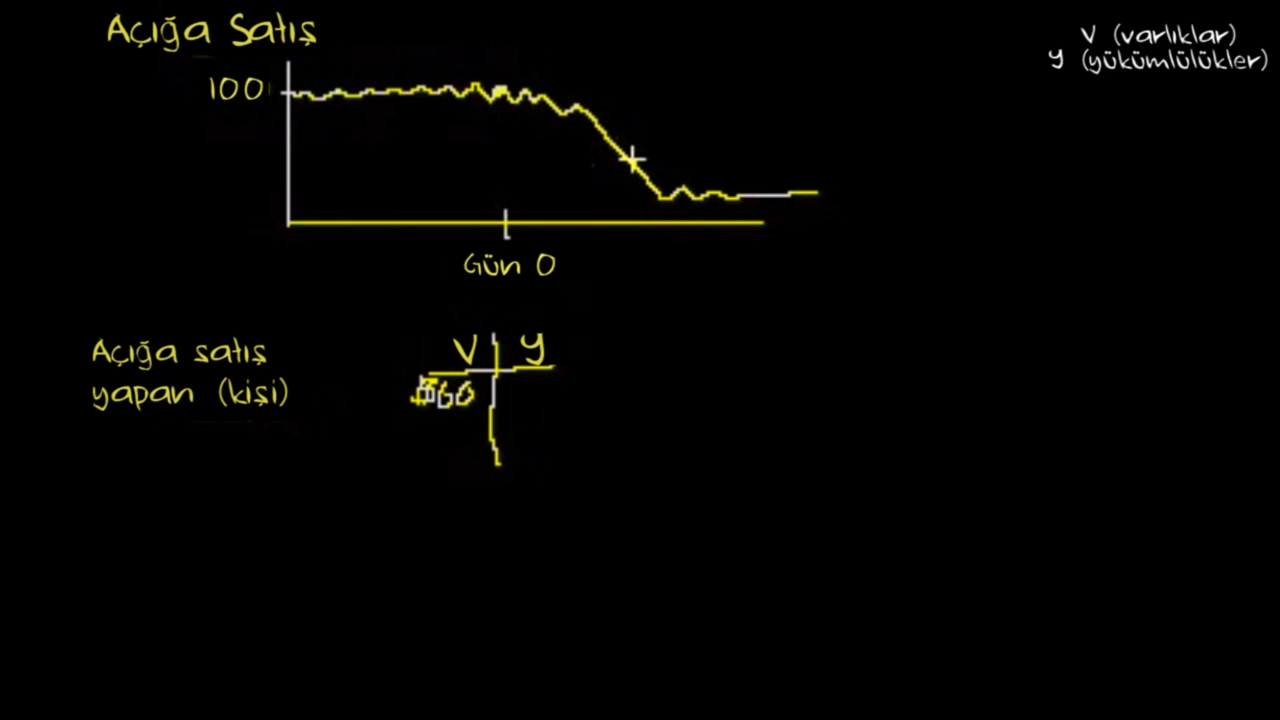 Açığa Satış
V (varlıklar)
y (yükümlülükler)
100
Gün 0
Açığa satış
yapan (kişi)
V y